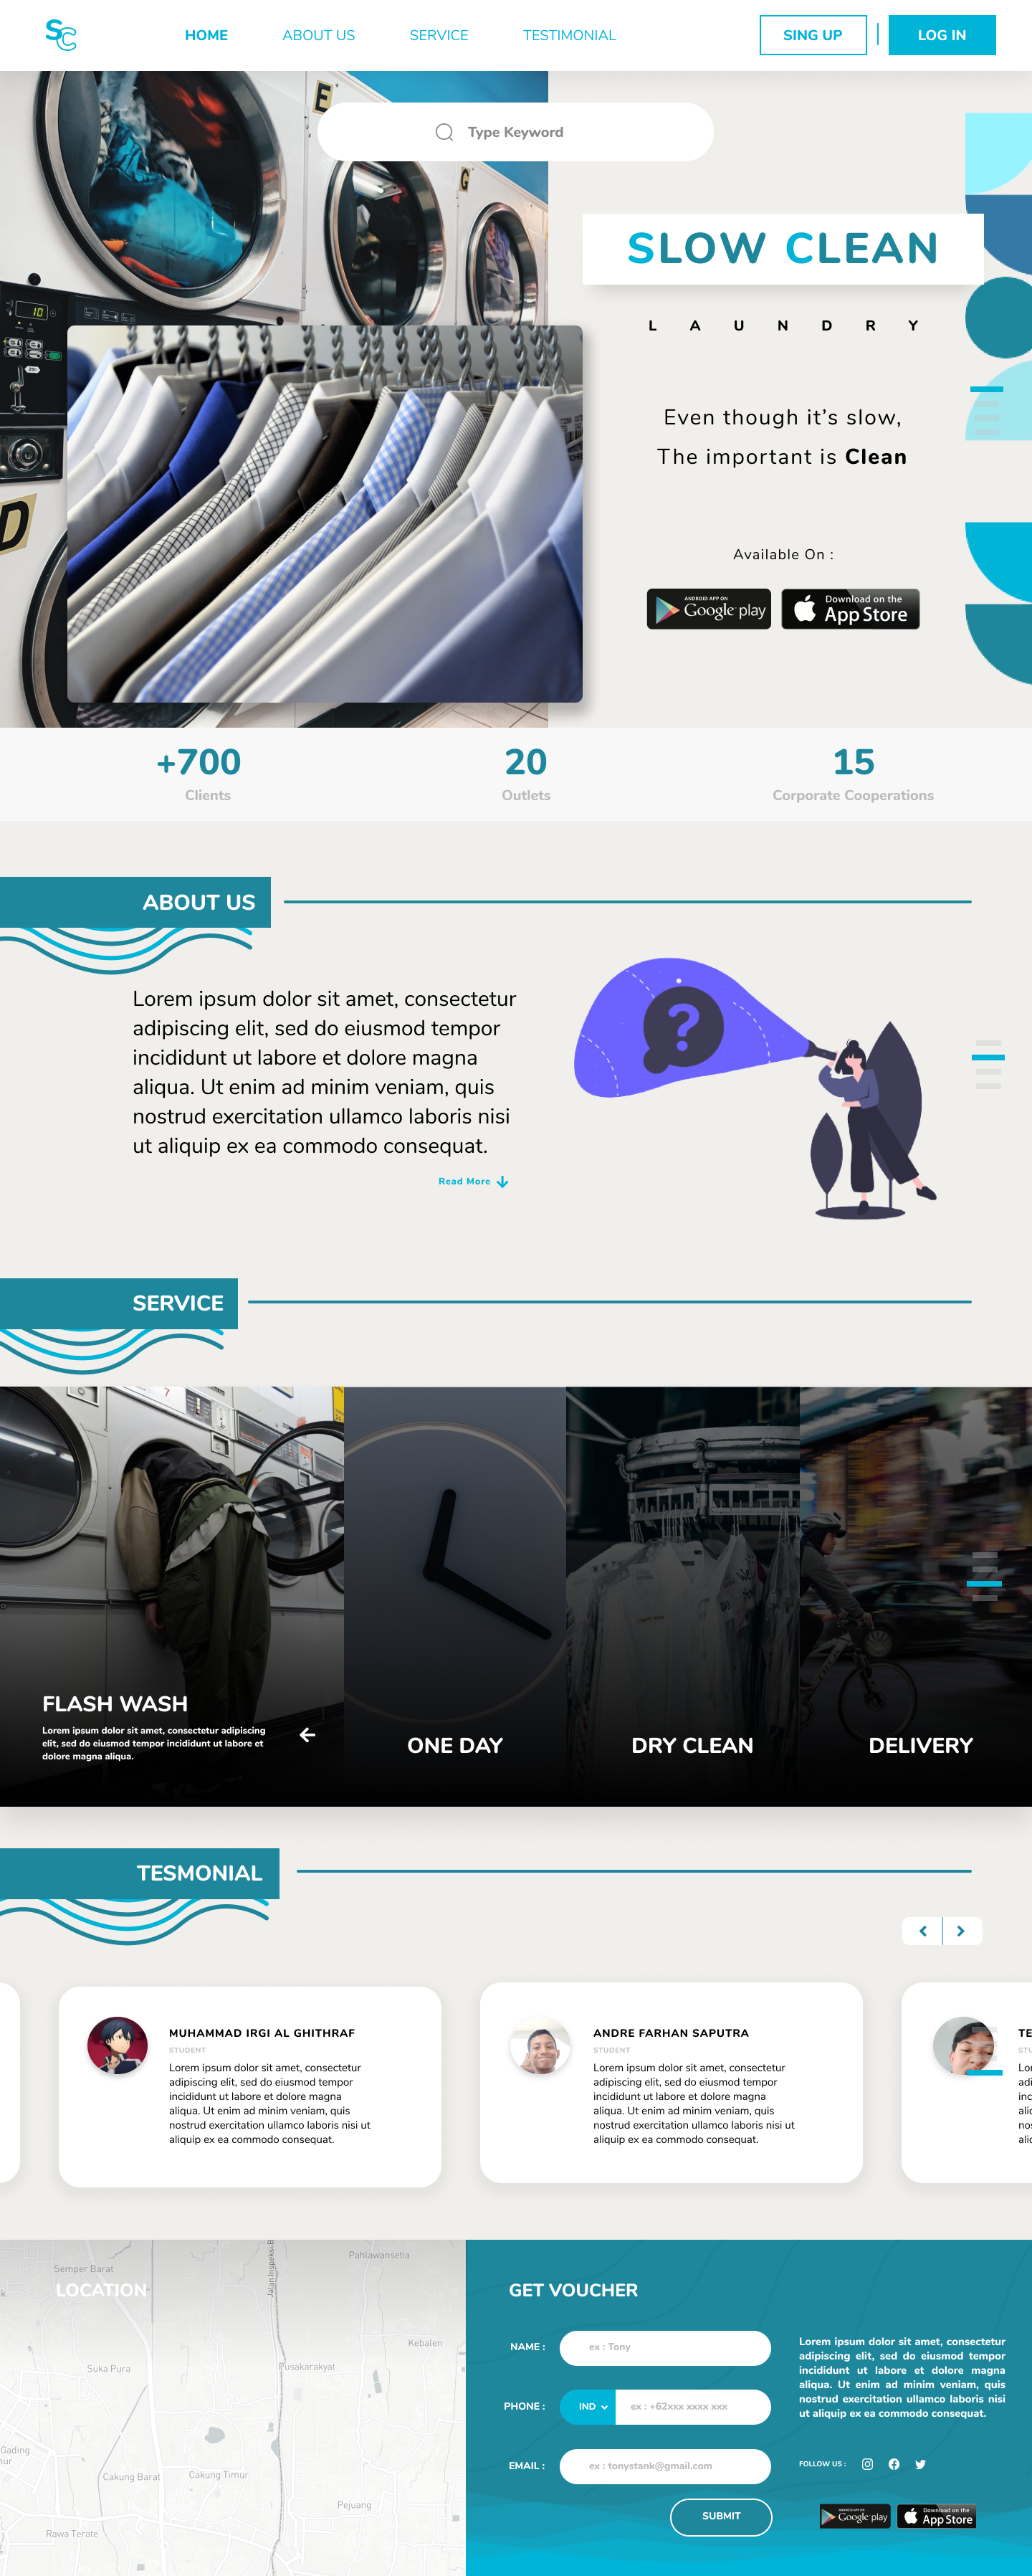 SC
HOME
ABOUT US
SERVICE
TESTIMONIAL
SING UP
LOG IN
E
Type Keyword
G
10
D
SLOW CLEAN
L A U N D R Y
Even though it's slow,
The important is Clean
Available On :
ANDROID APP ON
Google play
Download on the
App Store
+700
Clients
20
Outlets
15
Corporate Cooperations
ABOUT US
Lorem ipsum dolor sit amet, consectetur
adipiscing elit, sed do eiusmod tempor
incididunt ut labore et dolore magna
aliqua. Ut enim ad minim veniam, quis
nostrud exercitation ullamco laboris nisi
ut aliquip ex ea commodo consequat.
Read More
?
SERVICE
FLASH WASH
Lorem ipsum dolor sit amet, consectetur adipiscing
elit, sed do eiusmod tempor incididunt ut labore et
dolore magna aliqua.
ONE DAY
DRY CLEAN
DELIVERY
TESMONIAL
MUHAMMAD IRGI AL GHITHRAF
STUDENT
Lorem ipsum dolor sit amet, consectetur
adipiscing elit, sed do eiusmod tempor
incididunt ut labore et dolore magna
aliqua. Ut enim ad minim veniam, quis
nostrud exercitation ullamco laboris nisi ut
aliquip ex ea commodo consequat.
ANDRE FARHAN SAPUTRA
STUDENT
Lorem ipsum dolor sit amet, consectetur
adipiscing elit, sed do eiusmod tempor
incididunt ut labore et dolore magna
aliqua. Ut enim ad minim veniam, quis
nostrud exercitation ullamco laboris nisi ut
aliquip ex ea commodo consequat.
TE
LOCATION
Semper Barat
Jalan Inspeksi B
Pahlawansetia
Kebalen
Suka Pura
Pusakarakyat
Gading
Cakung Barat
Cakung Timur
Pejuang
Rawa Terate
GET VOUCHER
NAME :
ex : Tony
PHONE :
IND
ex : +62xxx xxxx xxx
EMAIL :
ex : tonystank@gmail.com
SUBMIT
Lorem ipsum dolor sit amet, consectetur
adipiscing elit, sed do eiusmod tempor
incididunt ut labore et dolore magna
aliqua. Ut enim ad minim veniam, quis
nostrud exercitation ullamco laboris nisi
ut aliquip ex ea commodo consequat.
FOLLOW US :
ANDROID APP ON
Google play
Download on the
App Store